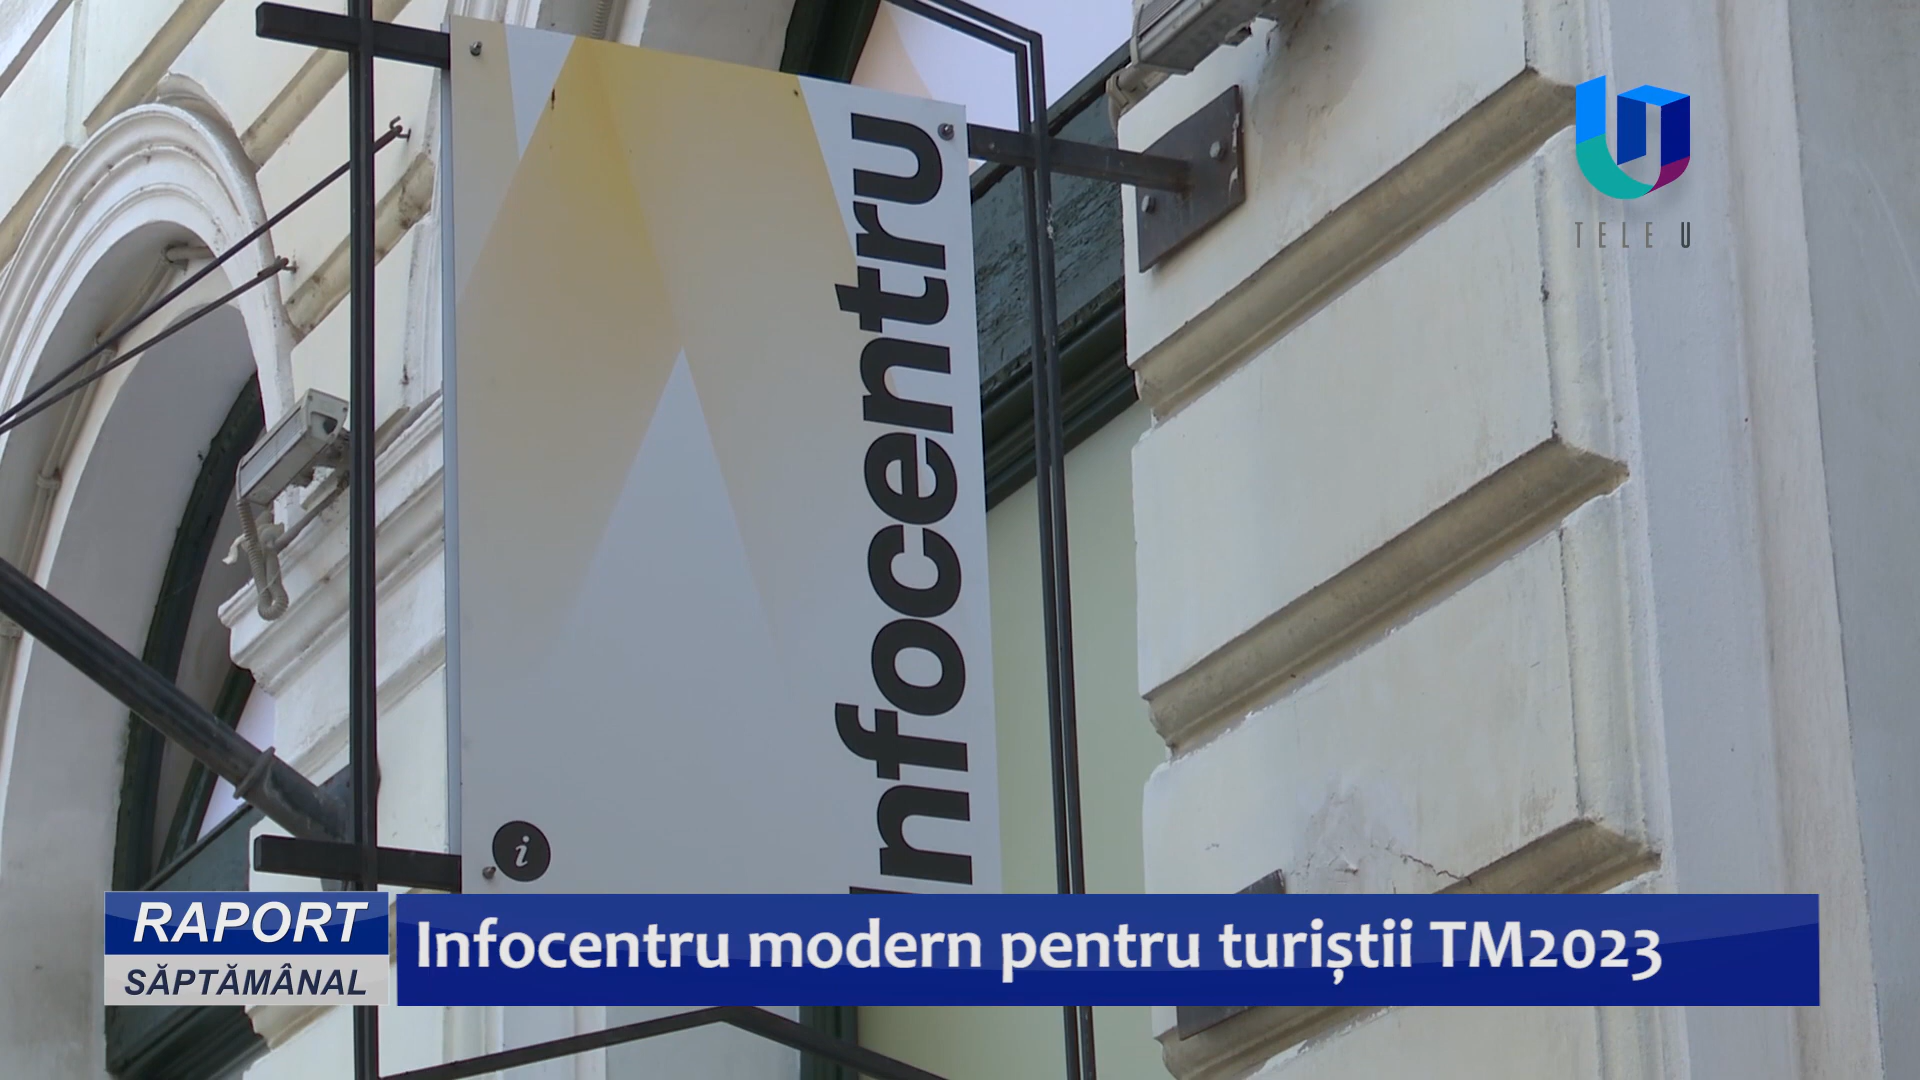 Infocentru
i
TELE U
RAPORT
SĂPTĂMÂNAL
Infocentru modern pentru turiștii TM2023